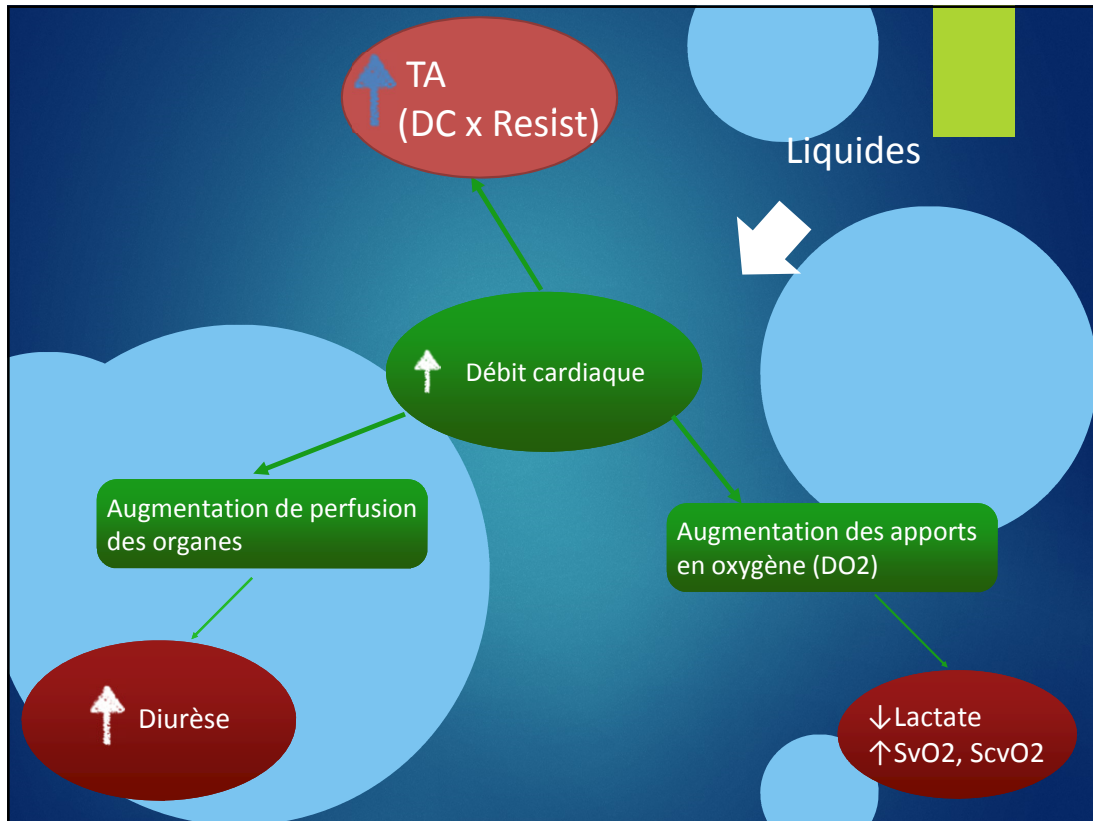 TA
(DC x Resist)
Liquides
Débit cardiaque
Augmentation de perfusion
des organes
Augmentation des apports
en oxygène (DO2)
Diurèse
↓Lactate
↑SvO2, ScvO2